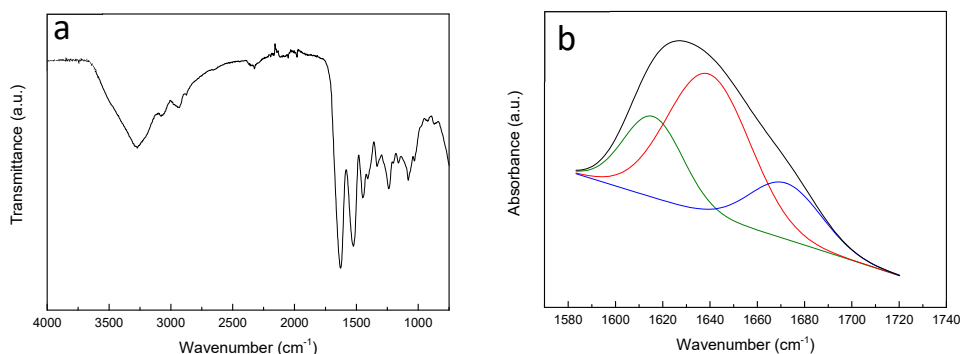 a
Transmittance (a.u.)
4000 3500 3000 2500 2000 1500 1000
Wavenumber (cm⁻¹)
b
Absorbance (a.u.)
1580 1600 1620 1640 1660 1680 1700 1720 1740
Wavenumber (cm⁻¹)